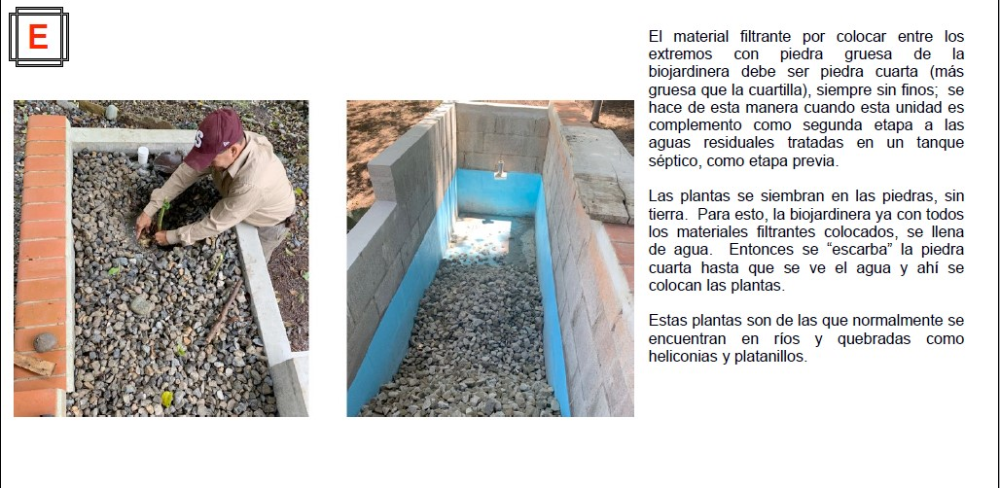 E
El material filtrante por colocar entre los
extremos con piedra gruesa de la
biojardinera debe ser piedra cuarta (más
gruesa que la cuartilla), siempre sin finos; se
hace de esta manera cuando esta unidad es
complemento como segunda etapa a las
aguas residuales tratadas en un tanque
séptico, como etapa previa.
Las plantas se siembran en las piedras, sin
tierra. Para esto, la biojardinera ya con todos
los materiales filtrantes colocados, se llena
de agua. Entonces se “escarba” la piedra
cuarta hasta que se ve el agua y ahí se
colocan las plantas.
Estas plantas son de las que normalmente se
encuentran en ríos y quebradas como
heliconias y platanillos.